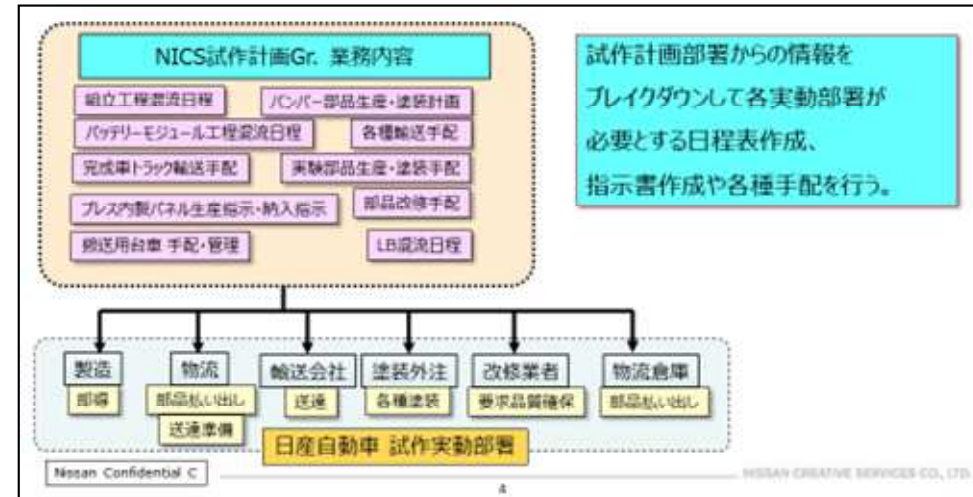 NICS試作計画Gr. 業務内容
組立工程混流日程
バンパー部品生産・塗装計画
バッテリーモジュール工程混流日程
各種輸送手配
完成車トラック輸送手配
実験部品生産・塗装手配
プレス内製パネル生産指示・納入指示
部品改修手配
搬送用台車 手配・管理
LB混流日程
試作計画部署からの情報を
ブレイクダウンして各実動部署が
必要とする日程表作成、
指示書作成や各種手配を行う。
製造
物流
輸送会社
塗装外注
改修業者
物流倉庫
部品払い出し
送達
各種塗装
要求品質確保
部品払い出し
送達準備
日産自動車 試作実動部署
Nissan Confidential C
NISSAN CREATIVE SERVICES CO., LTD.
4